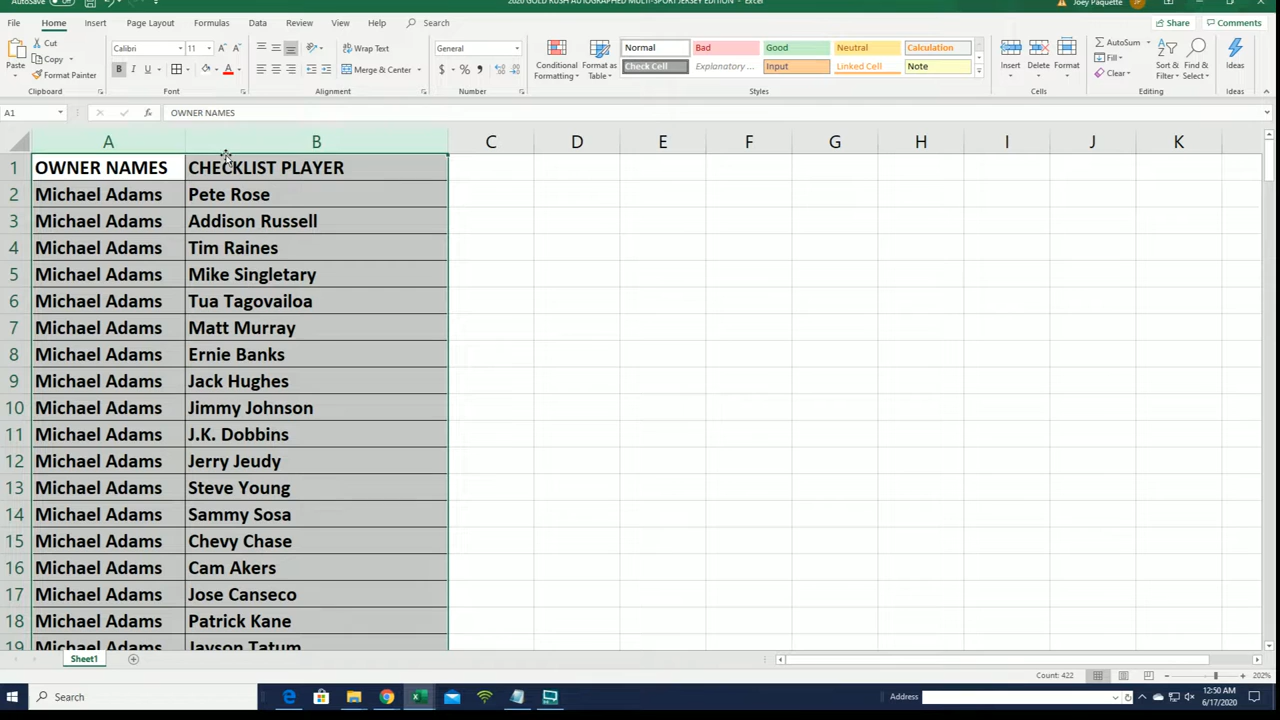 2020 GOLD RUSH AUTOGRAPHED MULTI-SPORT JERSEY EDITION - Excel
Joey Paquette
File Home Insert Page Layout Formulas Data Review View Help Search
Share Comments
Cut
Copy
Format Painter
Paste
Clipboard
Calibri 11
B I U
Font
Wrap Text
Merge & Center
Alignment
General
$ % ,
Number
Conditional Formatting
Format as Table
Normal Bad Good Neutral Calculation
Check Cell Explanatory ... Input Linked Cell Note
Styles
Insert Delete Format
Cells
AutoSum
Fill
Clear
Sort & Filter
Find & Select
Editing
Ideas
Ideas
A1 fx OWNER NAMES
A B C D E F G H I J K
1 OWNER NAMES CHECKLIST PLAYER
2 Michael Adams Pete Rose
3 Michael Adams Addison Russell
4 Michael Adams Tim Raines
5 Michael Adams Mike Singletary
6 Michael Adams Tua Tagovailoa
7 Michael Adams Matt Murray
8 Michael Adams Ernie Banks
9 Michael Adams Jack Hughes
10 Michael Adams Jimmy Johnson
11 Michael Adams J.K. Dobbins
12 Michael Adams Jerry Jeudy
13 Michael Adams Steve Young
14 Michael Adams Sammy Sosa
15 Michael Adams Chevy Chase
16 Michael Adams Cam Akers
17 Michael Adams Jose Canseco
18 Michael Adams Patrick Kane
19 Michael Adams Jayson Tatum
Sheet1
Count: 422
202%
Search
Address
12:50 AM
6/17/2020